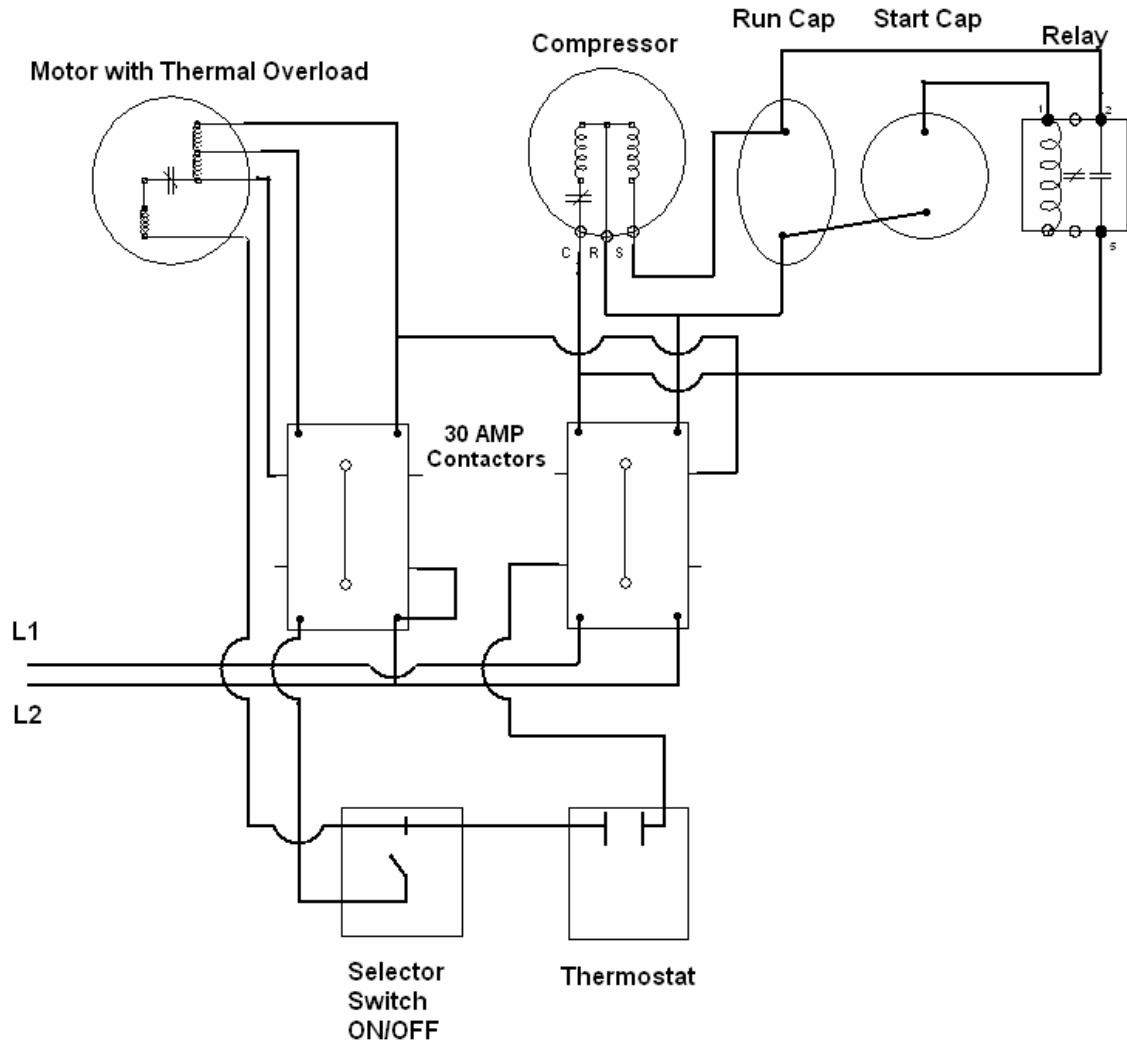 Run Cap
Start Cap
Relay
Compressor
Motor with Thermal Overload
1
2
C
R
S
5
30 AMP
Contactors
L1
L2
Selector
Switch
ON/OFF
Thermostat